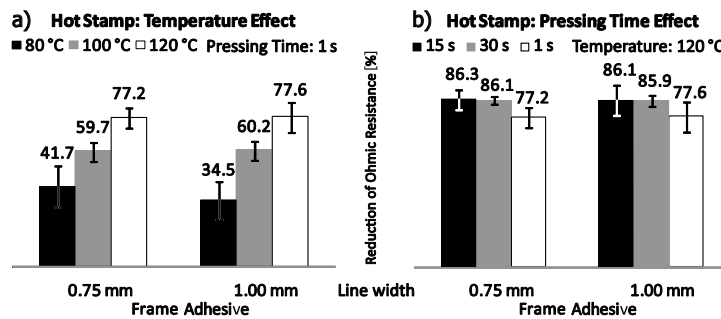 a) Hot Stamp: Temperature Effect
80 °C 100 °C 120 °C Pressing Time: 1 s
41.7 59.7 77.2 34.5 60.2 77.6
0.75 mm 1.00 mm
Frame Adhesive
Line width
Reduction of Ohmic Resistance [%]
b) Hot Stamp: Pressing Time Effect
15 s 30 s 1 s Temperature: 120 °C
86.3 86.1 77.2 86.1 85.9 77.6
0.75 mm 1.00 mm
Frame Adhesive